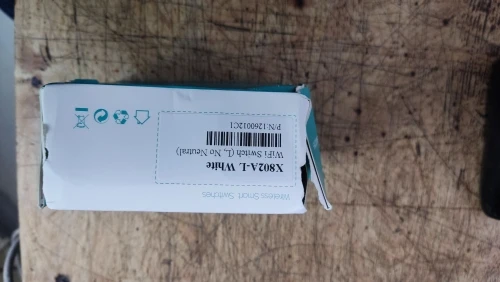 Wireless Smart Switches
X802A-L White
WiFi Switch (L, No Neutral)
P/N:1260012C1